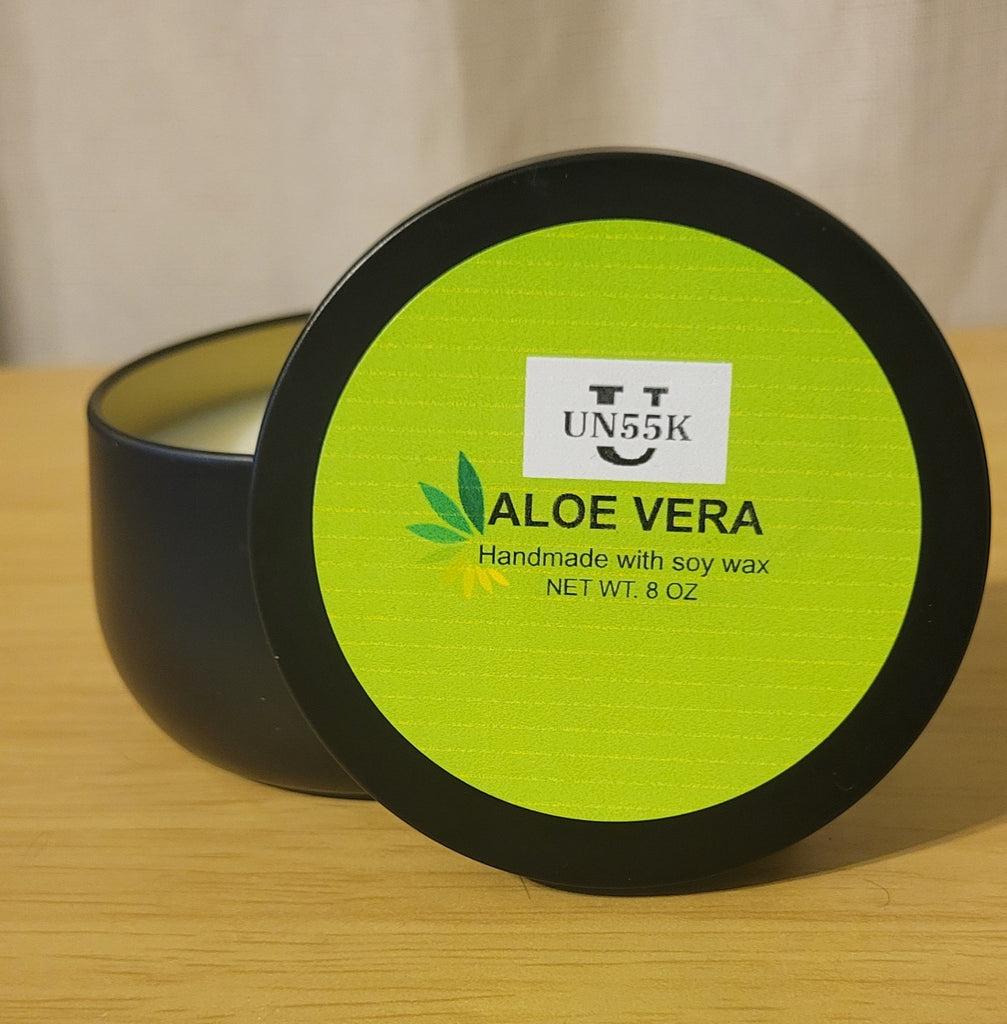 U
UN55K
ALOE VERA
Handmade with soy wax
NET WT. 8 OZ